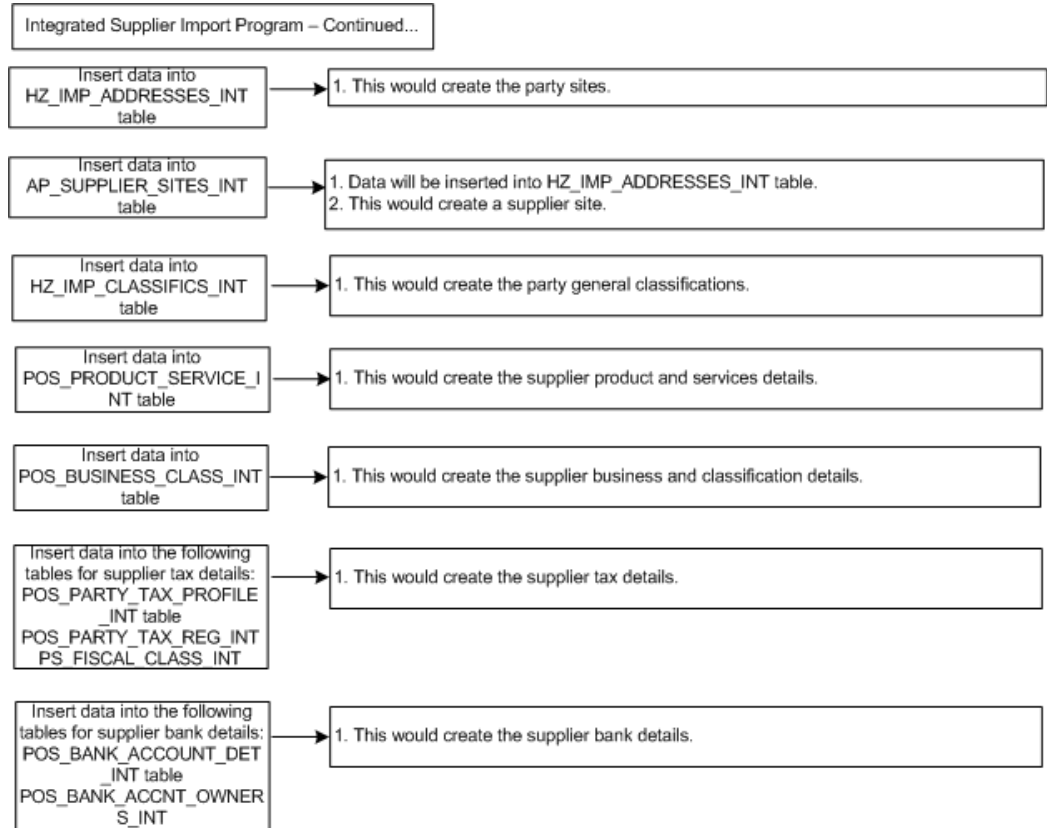 Integrated Supplier Import Program – Continued...
Insert data into
HZ_IMP_ADDRESSES_INT
table
1. This would create the party sites.
Insert data into
AP_SUPPLIER_SITES_INT
table
1. Data will be inserted into HZ_IMP_ADDRESSES_INT table.
2. This would create a supplier site.
Insert data into
HZ_IMP_CLASSIFICS_INT
table
1. This would create the party general classifications.
Insert data into
POS_PRODUCT_SERVICE_I
NT table
1. This would create the supplier product and services details.
Insert data into
POS_BUSINESS_CLASS_INT
table
1. This would create the supplier business and classification details.
Insert data into the following
tables for supplier tax details:
POS_PARTY_TAX_PROFILE
_INT table
POS_PARTY_TAX_REG_INT
PS_FISCAL_CLASS_INT
1. This would create the supplier tax details.
Insert data into the following
tables for supplier bank details:
POS_BANK_ACCOUNT_DET
_INT table
POS_BANK_ACCNT_OWNER
S_INT
1. This would create the supplier bank details.